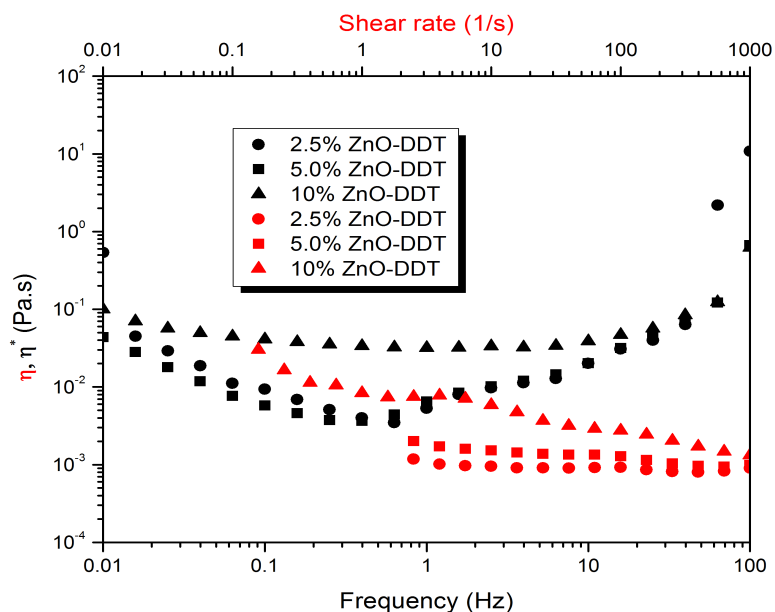 Shear rate (1/s)
0.01 0.1 1 10 100 1000
10²
10¹
10⁰
10⁻¹
10⁻²
10⁻³
10⁻⁴
η, η* (Pa.s)
2.5% ZnO-DDT
5.0% ZnO-DDT
10% ZnO-DDT
2.5% ZnO-DDT
5.0% ZnO-DDT
10% ZnO-DDT
0.01 0.1 1 10 100
Frequency (Hz)